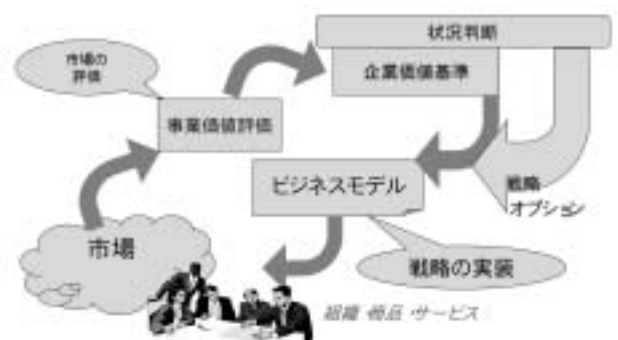 状況判断
市場の
評価
企業価値基準
事業価値評価
ビジネスモデル
戦略
オプション
市場
戦略の実装
組織 商品 サービス